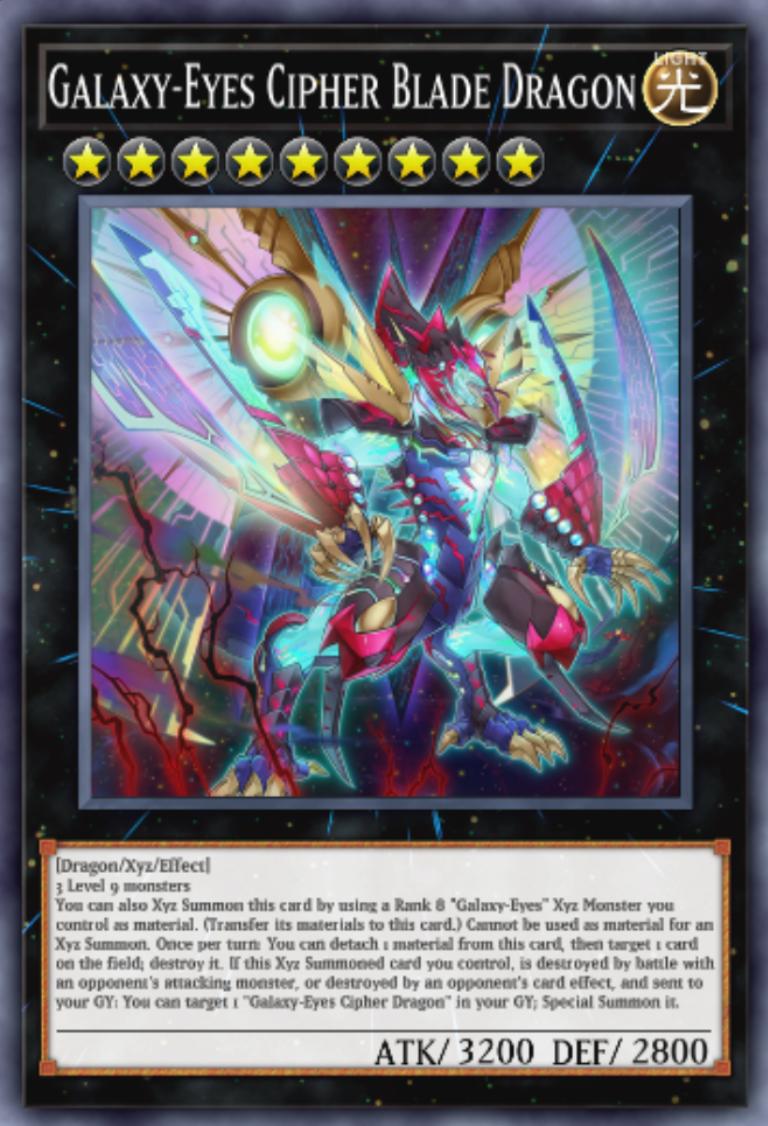 GALAXY-EYES CIPHER BLADE DRAGON
LIGHT
光
[Dragon/Xyz/Effect]
3 Level 9 monsters
You can also Xyz Summon this card by using a Rank 8 "Galaxy-Eyes" Xyz Monster you
control as material. (Transfer its materials to this card.) Cannot be used as material for an
Xyz Summon. Once per turn: You can detach 1 material from this card, then target 1 card
on the field; destroy it. If this Xyz Summoned card you control, is destroyed by battle with
an opponent's attacking monster, or destroyed by an opponent's card effect, and sent to
your GY: You can target 1 "Galaxy-Eyes Cipher Dragon" in your GY; Special Summon it.
ATK/ 3200 DEF/ 2800